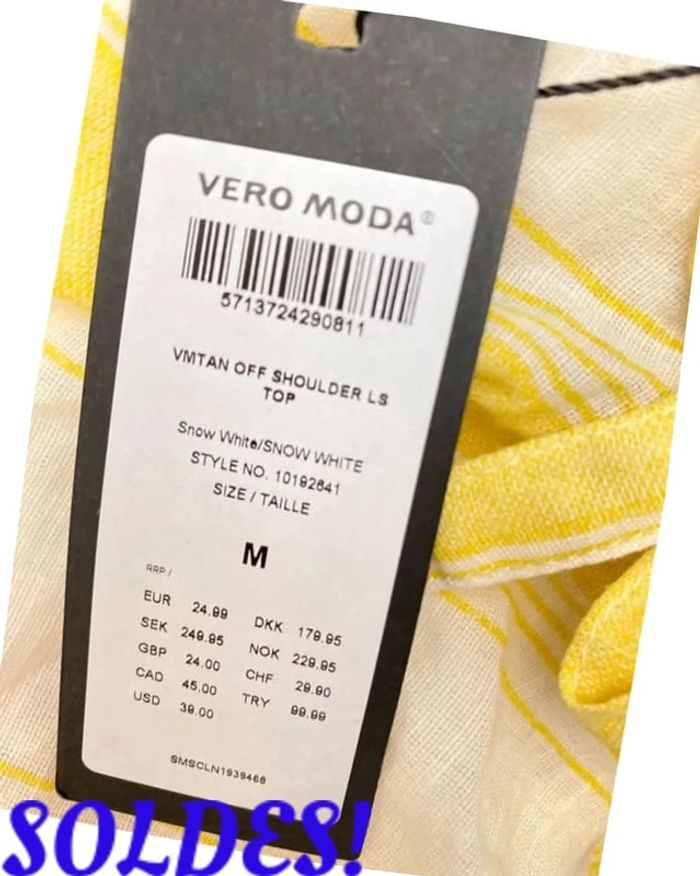 VERO MODA®
5713724290811
VMTAN OFF SHOULDER LS
TOP
Snow White/SNOW WHITE
STYLE NO. 10192641
SIZE / TAILLE
M
RRP /
EUR 24.99 DKK 179.95
SEK 249.95 NOK 229.95
GBP 24.00 CHF 29.90
CAD 45.00 TRY 99.99
USD 39.00
SMSCLN1939468
SOLDES!